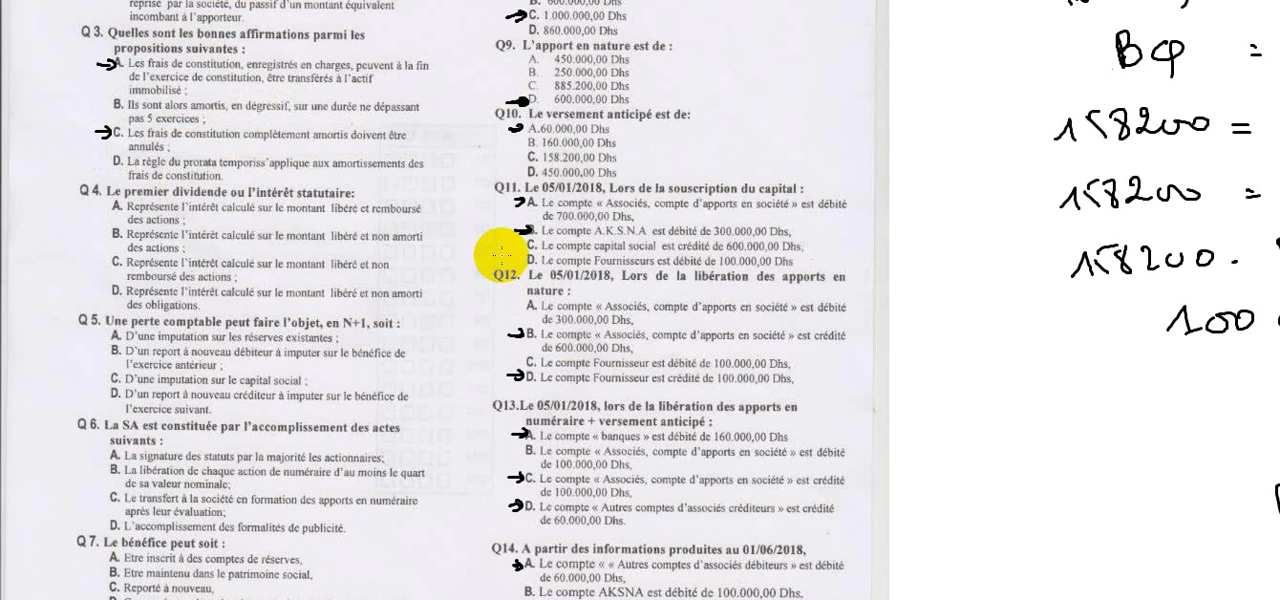 reprise par la société, du passif d'un montant équivalent
incombant à l'apporteur.
Q 3. Quelles sont les bonnes affirmations parmi les
propositions suivantes :
A. Les frais de constitution, enregistrés en charges, peuvent à la fin
de l'exercice de constitution, être transférés à l'actif
immobilisé ;
B. Ils sont alors amortis, en dégressif, sur une durée ne dépassant
pas 5 exercices ;
C. Les frais de constitution complètement amortis doivent être
annulés ;
D. La règle du prorata temporiss'applique aux amortissements des
frais de constitution.
Q 4. Le premier dividende ou l'intérêt statutaire:
A. Représente l'intérêt calculé sur le montant libéré et remboursé
des actions ;
B. Représente l'intérêt calculé sur le montant libéré et non amorti
des actions ;
C. Représente l'intérêt calculé sur le montant libéré et non
remboursé des actions ;
D. Représente l'intérêt calculé sur le montant libéré et non amorti
des obligations.
Q 5. Une perte comptable peut faire l'objet, en N+1, soit :
A. D'une imputation sur les réserves existantes ;
B. D'un report à nouveau débiteur à imputer sur le bénéfice de
l'exercice antérieur ;
C. D'une imputation sur le capital social ;
D. D'un report à nouveau créditeur à imputer sur le bénéfice de
l'exercice suivant.
Q 6. La SA est constituée par l'accomplissement des actes
suivants :
A. La signature des statuts par la majorité les actionnaires;
B. La libération de chaque action de numéraire d'au moins le quart
de sa valeur nominale;
C. Le transfert à la société en formation des apports en numéraire
après leur évaluation;
D. L'accomplissement des formalités de publicité.
Q 7. Le bénéfice peut soit :
A. Etre inscrit à des comptes de réserves,
B. Etre maintenu dans le patrimoine social,
C. Reporté à nouveau,
B. 600.000,00 Dhs
C. 1.000.000,00 Dhs
D. 860.000,00 Dhs
Q9. L'apport en nature est de :
A. 450.000,00 Dhs
B. 250.000,00 Dhs
C. 885.200,00 Dhs
D. 600.000,00 Dhs
Q10. Le versement anticipé est de:
A.60.000,00 Dhs
B. 160.000,00 Dhs
C. 158.200,00 Dhs
D. 450.000,00 Dhs
Q11. Le 05/01/2018, Lors de la souscription du capital :
A. Le compte « Associés, compte d'apports en société » est débité
de 700.000,00 Dhs,
B. Le compte A.K.S.N.A est débité de 300.000,00 Dhs,
C. Le compte capital social est crédité de 600.000,00 Dhs,
D. Le compte Fournisseurs est débité de 100.000,00 Dhs
Q12. Le 05/01/2018, Lors de la libération des apports en
nature :
A. Le compte « Associés, compte d'apports en société » est débité
de 300.000,00 Dhs,
B. Le compte « Associés, compte d'apports en société » est crédité
de 600.000,00 Dhs,
C. Le compte Fournisseur est débité de 100.000,00 Dhs,
D. Le compte Fournisseur est crédité de 100.000,00 Dhs,
Q13.Le 05/01/2018, lors de la libération des apports en
numéraire + versement anticipé :
A. Le compte « banques » est débité de 160.000,00 Dhs
B. Le compte « Associés, compte d'apports en société » est débité
de 100.000,00 Dhs,
C. Le compte « Associés, compte d'apports en société » est crédité
de 100.000,00 Dhs,
D. Le compte « Autres comptes d'associés créditeurs » est crédité
de 60.000,00 Dhs.
Q14. A partir des informations produites au 01/06/2018,
A. Le compte « « Autres comptes d'associés débiteurs » est débité
de 60.000,00 Dhs,
B. Le compte AKSNA est débité de 100.000,00 Dhs,
=
158200 =
158200 =
158200.
100